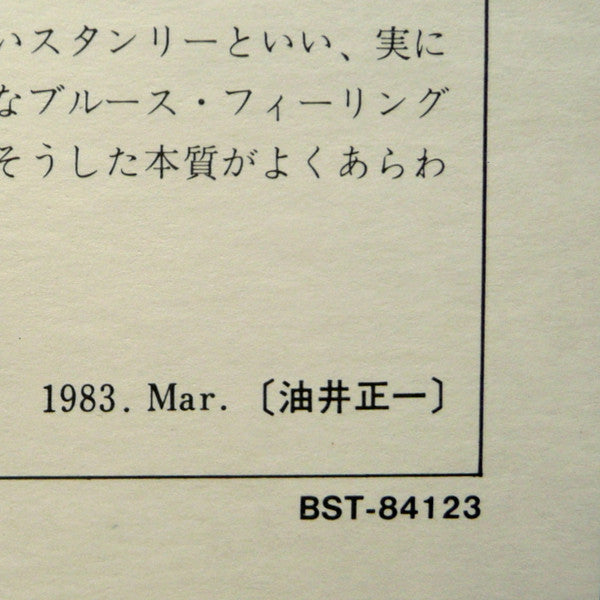 いスタンリーといい、実に
なブルース・フィーリング
そうした本質がよくあらわ
1983. Mar. 〔油井正一〕
BST-84123